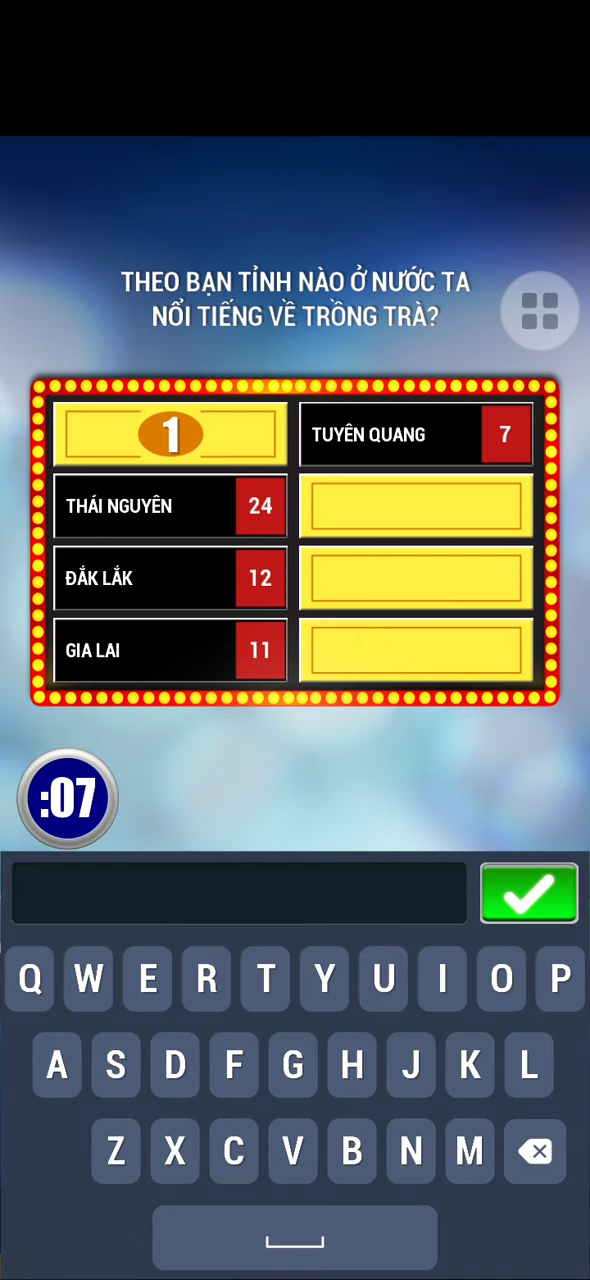 THEO BẠN TỈNH NÀO Ở NƯỚC TA
NỔI TIẾNG VỀ TRỒNG TRÀ?
1
TUYÊN QUANG 7
THÁI NGUYÊN 24
ĐẮK LẮK 12
GIA LAI 11
:07
Q W E R T Y U I O P
A S D F G H J K L
Z X C V B N M